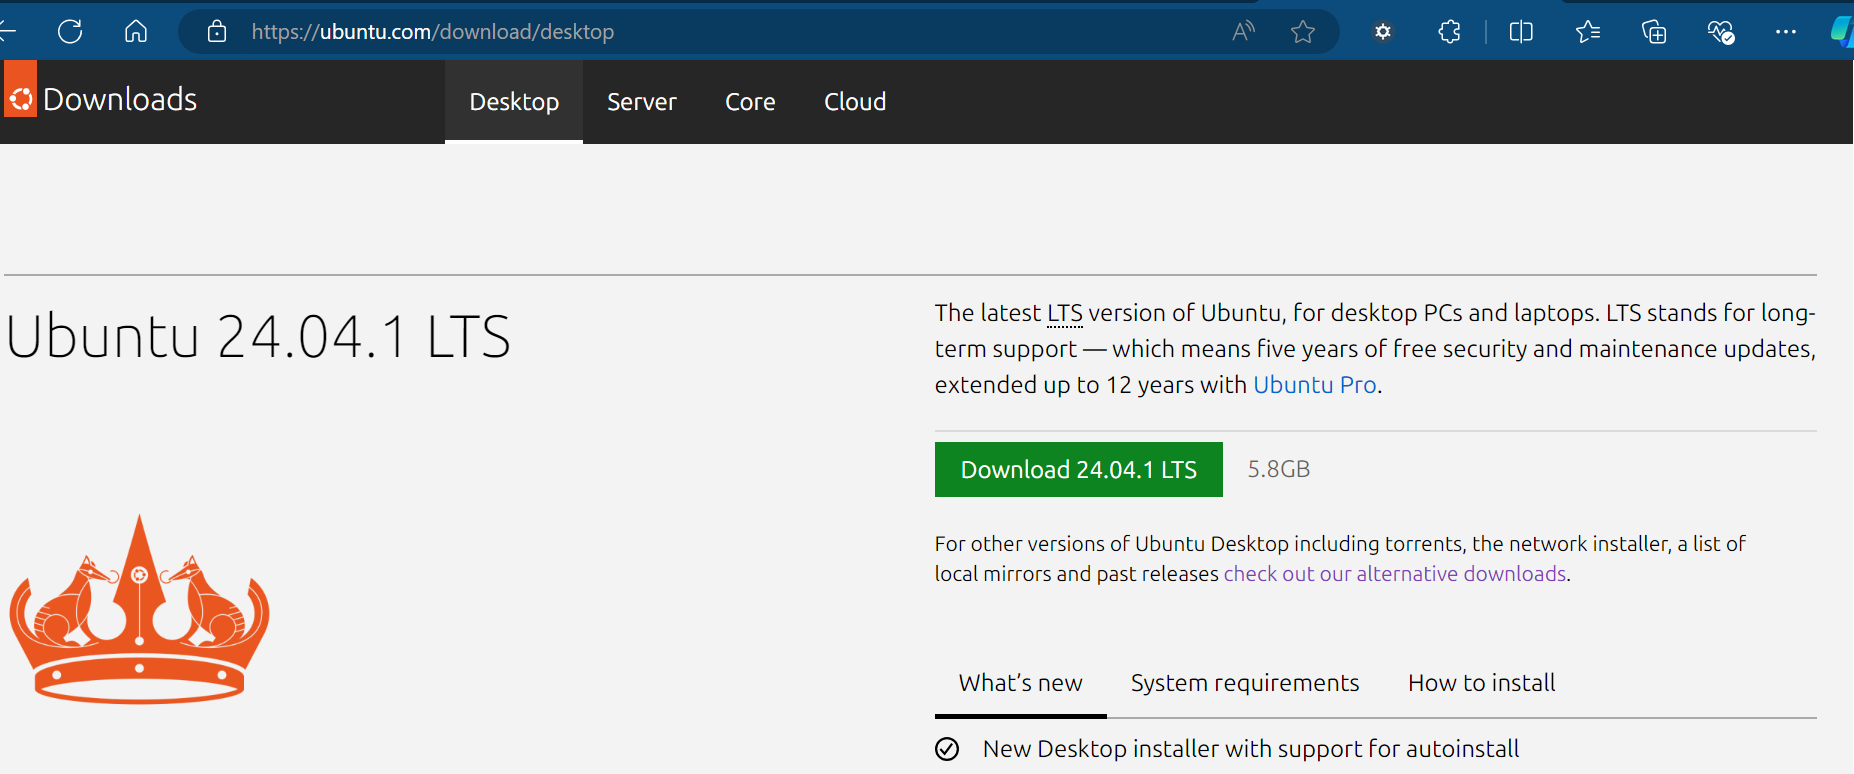 https://ubuntu.com/download/desktop
Downloads
Desktop
Server
Core
Cloud
Ubuntu 24.04.1 LTS
The latest LTS version of Ubuntu, for desktop PCs and laptops. LTS stands for long-
term support — which means five years of free security and maintenance updates,
extended up to 12 years with Ubuntu Pro.
Download 24.04.1 LTS
5.8GB
For other versions of Ubuntu Desktop including torrents, the network installer, a list of
local mirrors and past releases check out our alternative downloads.
What's new
System requirements
How to install
New Desktop installer with support for autoinstall